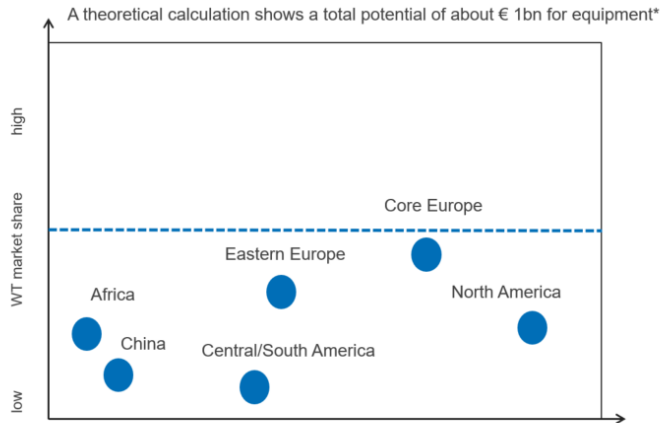 A theoretical calculation shows a total potential of about € 1bn for equipment*
high
WT market share
low
Core Europe
Eastern Europe
North America
Africa
China
Central/South America